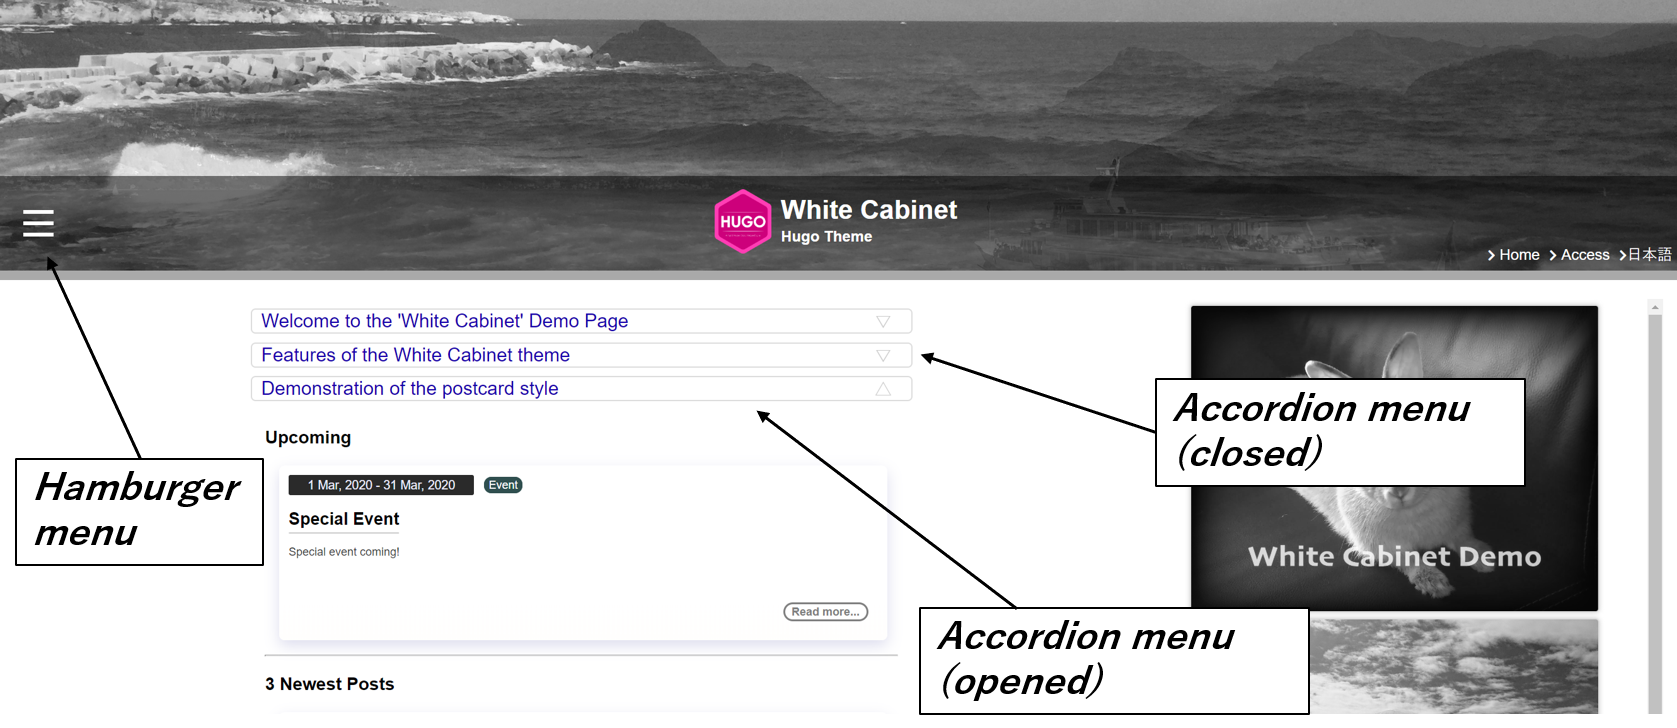 HUGO
White Cabinet
Hugo Theme
Home Access 日本語
Welcome to the 'White Cabinet' Demo Page
Features of the White Cabinet theme
Demonstration of the postcard style
Accordion menu
(closed)
Upcoming
Hamburger
menu
1 Mar, 2020 - 31 Mar, 2020 Event
Special Event
Special event coming!
Read more...
White Cabinet Demo
Accordion menu
(opened)
3 Newest Posts